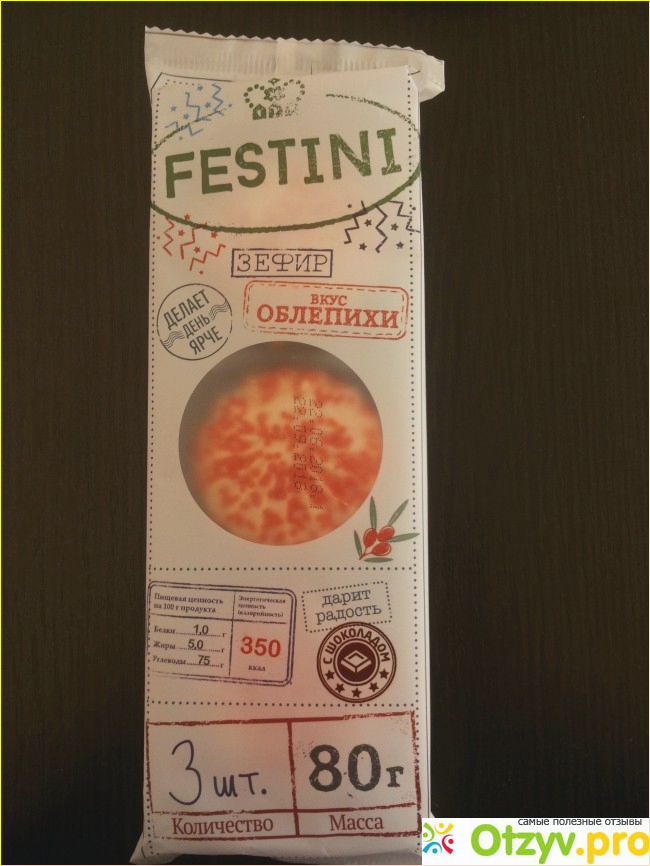 FESTINI
ЗЕФИР
ДЕЛАЕТ
ДЕНЬ
ЯРЧЕ
ВКУС
ОБЛЕПИХИ
Пищевая ценность
на 100 г продукта
Белки 1,0 г
Жиры 5,0 г
Углеводы 75 г
Энергетическая
ценность
(калорийность)
350
ккал
дарит
радость
С ШОКОЛАДОМ
3 шт.
Количество
80 г
Масса
самые полезные отзывы
Otzyv.pro